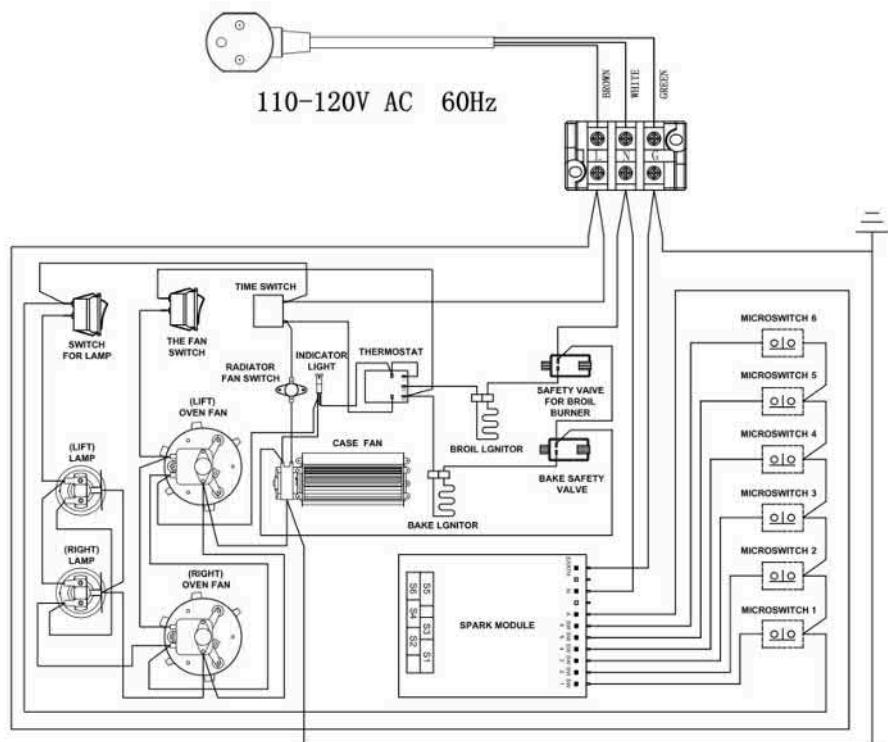 110-120V AC 60Hz
BROWN
WHITE
GREEN
L N G
TIME SWITCH
SWITCH
FOR LAMP
THE FAN
SWITCH
RADIATOR
FAN SWITCH
INDICATOR
LIGHT
THERMOSTAT
SAFETY VAIVE
FOR BROIL
BURNER
BROIL LGNITOR
(LIFT)
OVEN FAN
(LIFT)
LAMP
CASE FAN
BAKE SAFETY
VALVE
BAKE LGNITOR
(RIGHT)
LAMP
(RIGHT)
OVEN FAN
MICROSWITCH 6
MICROSWITCH 5
MICROSWITCH 4
MICROSWITCH 3
MICROSWITCH 2
MICROSWITCH 1
SPARK MODULE
S5 S3 S1
S6 S4 S2
EARTH
N